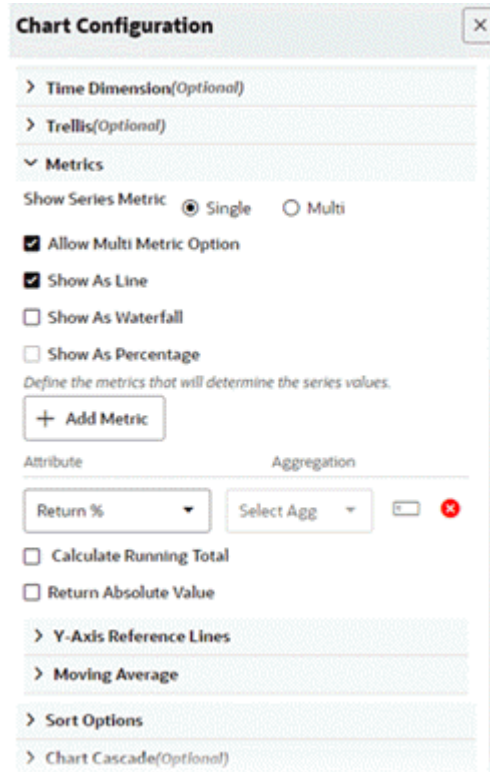 Chart Configuration
Time Dimension(Optional)
Trellis(Optional)
Metrics
Show Series Metric Single Multi
Allow Multi Metric Option
Show As Line
Show As Waterfall
Show As Percentage
Define the metrics that will determine the series values.
+ Add Metric
Attribute Aggregation
Return % Select Agg
Calculate Running Total
Return Absolute Value
Y-Axis Reference Lines
Moving Average
Sort Options
Chart Cascade(Optional)